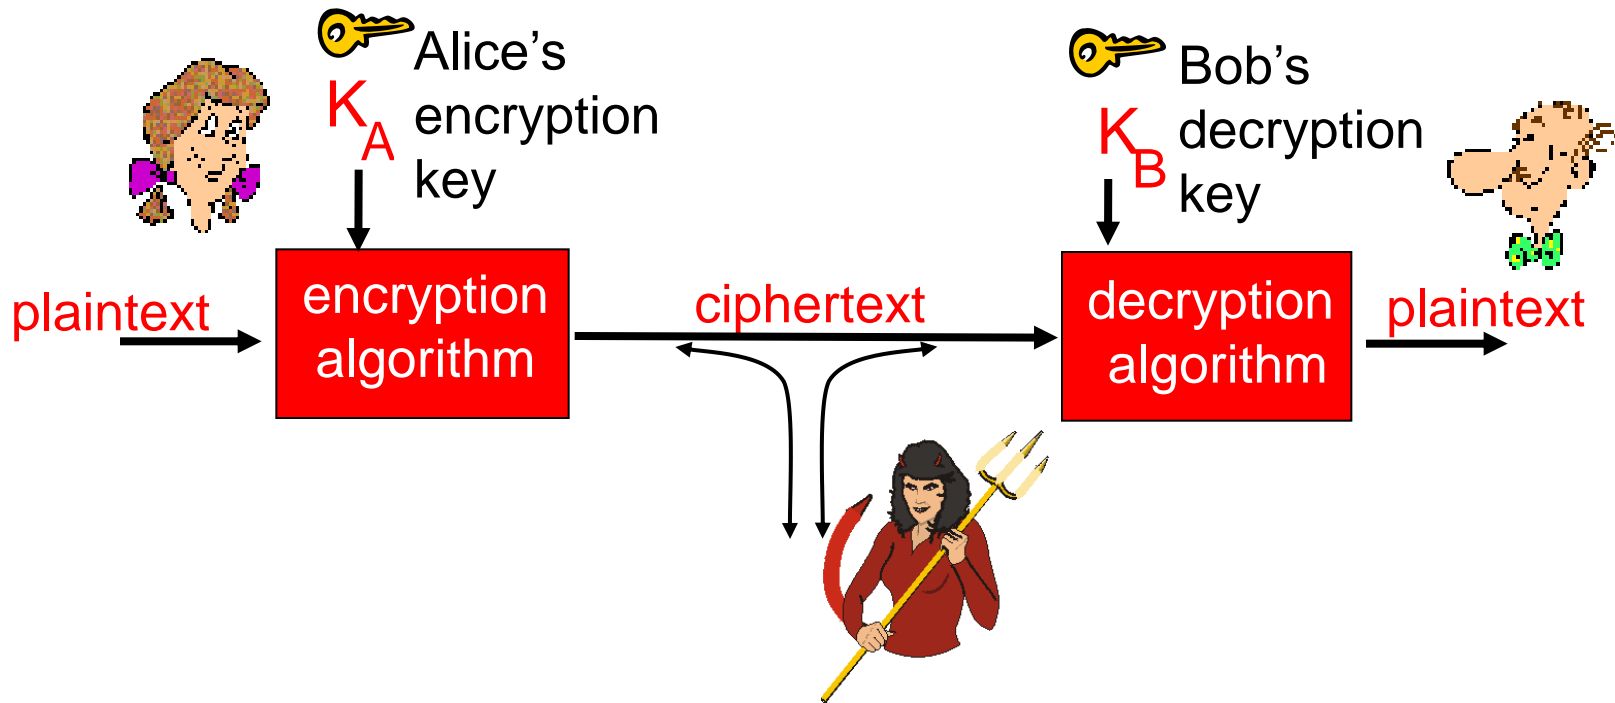 Alice’s
encryption
key
K
A
Bob’s
decryption
key
K
B
plaintext
encryption
algorithm
ciphertext
decryption
algorithm
plaintext